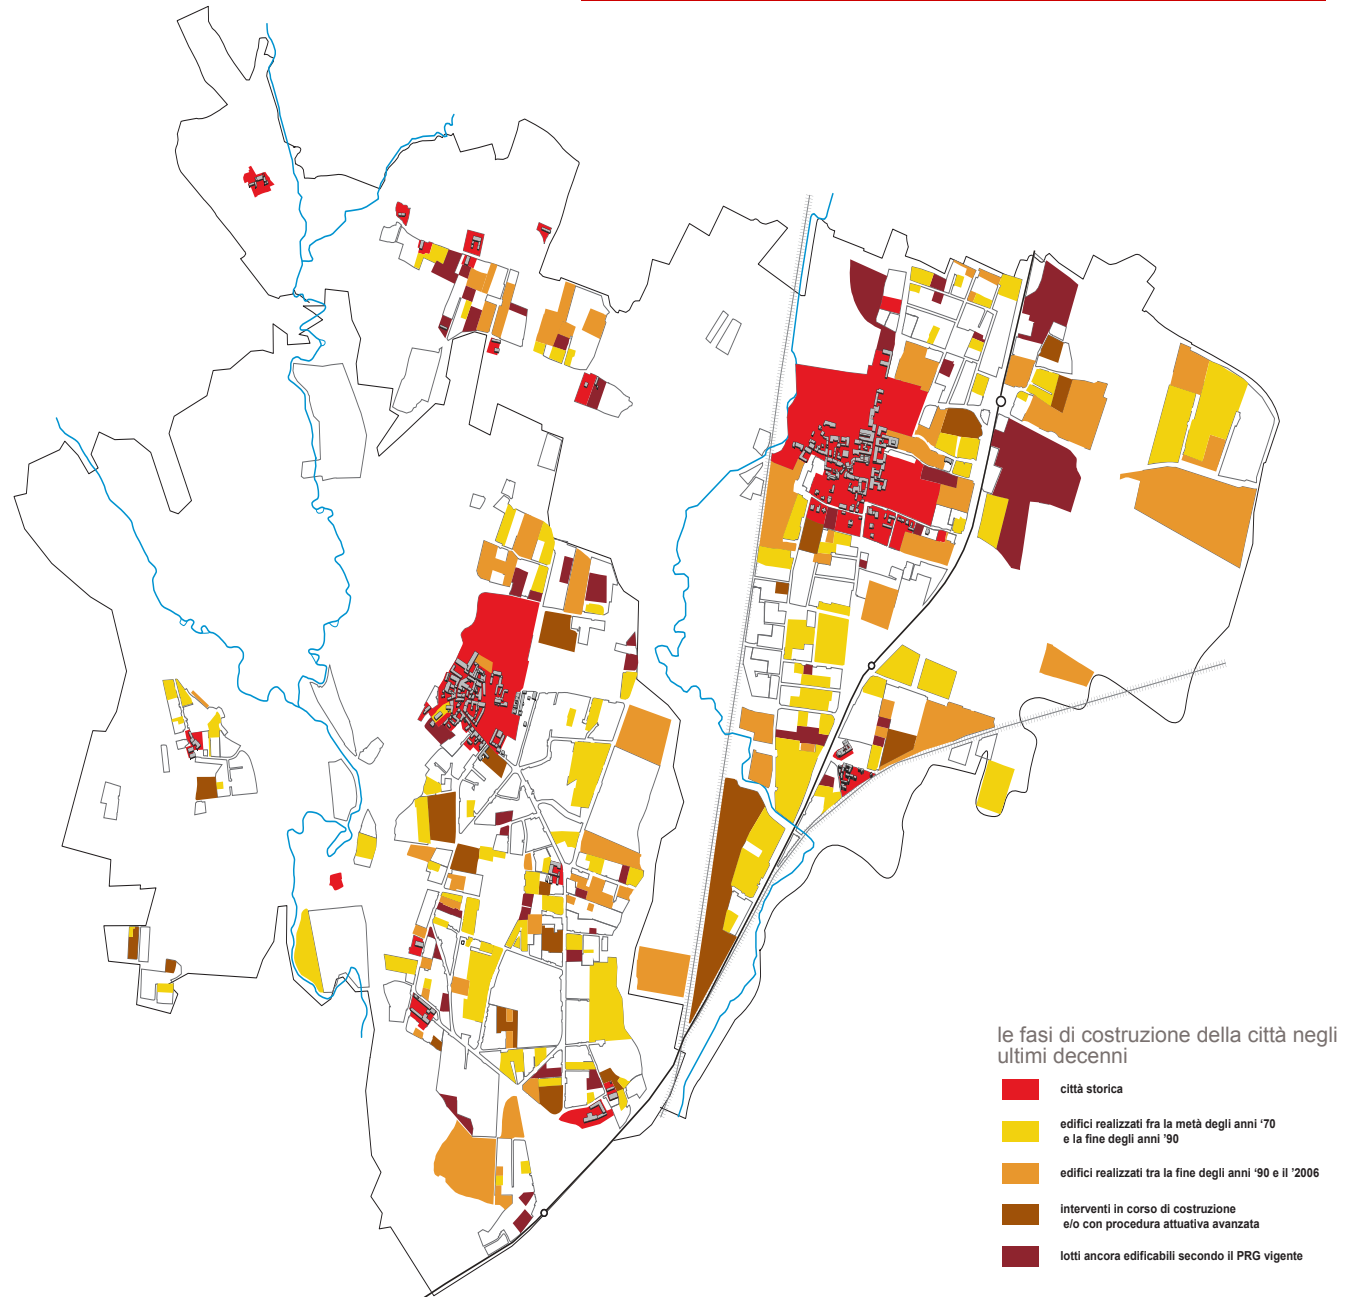 le fasi di costruzione della città negli
ultimi decenni
città storica
edifici realizzati fra la metà degli anni ‘70
e la fine degli anni ’90
edifici realizzati tra la fine degli anni ‘90 e il ’2006
interventi in corso di costruzione
e/o con procedura attuativa avanzata
lotti ancora edificabili secondo il PRG vigente